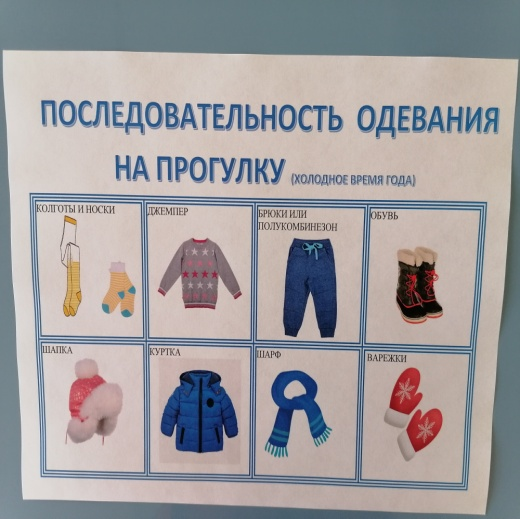 ПОСЛЕДОВАТЕЛЬНОСТЬ ОДЕВАНИЯ
НА ПРОГУЛКУ (ХОЛОДНОЕ ВРЕМЯ ГОДА)
КОЛГОТЫ И НОСКИ
ДЖЕМПЕР
БРЮКИ ИЛИ
ПОЛУКОМБИНЕЗОН
ОБУВЬ
ШАПКА
КУРТКА
ШАРФ
ВАРЕЖКИ